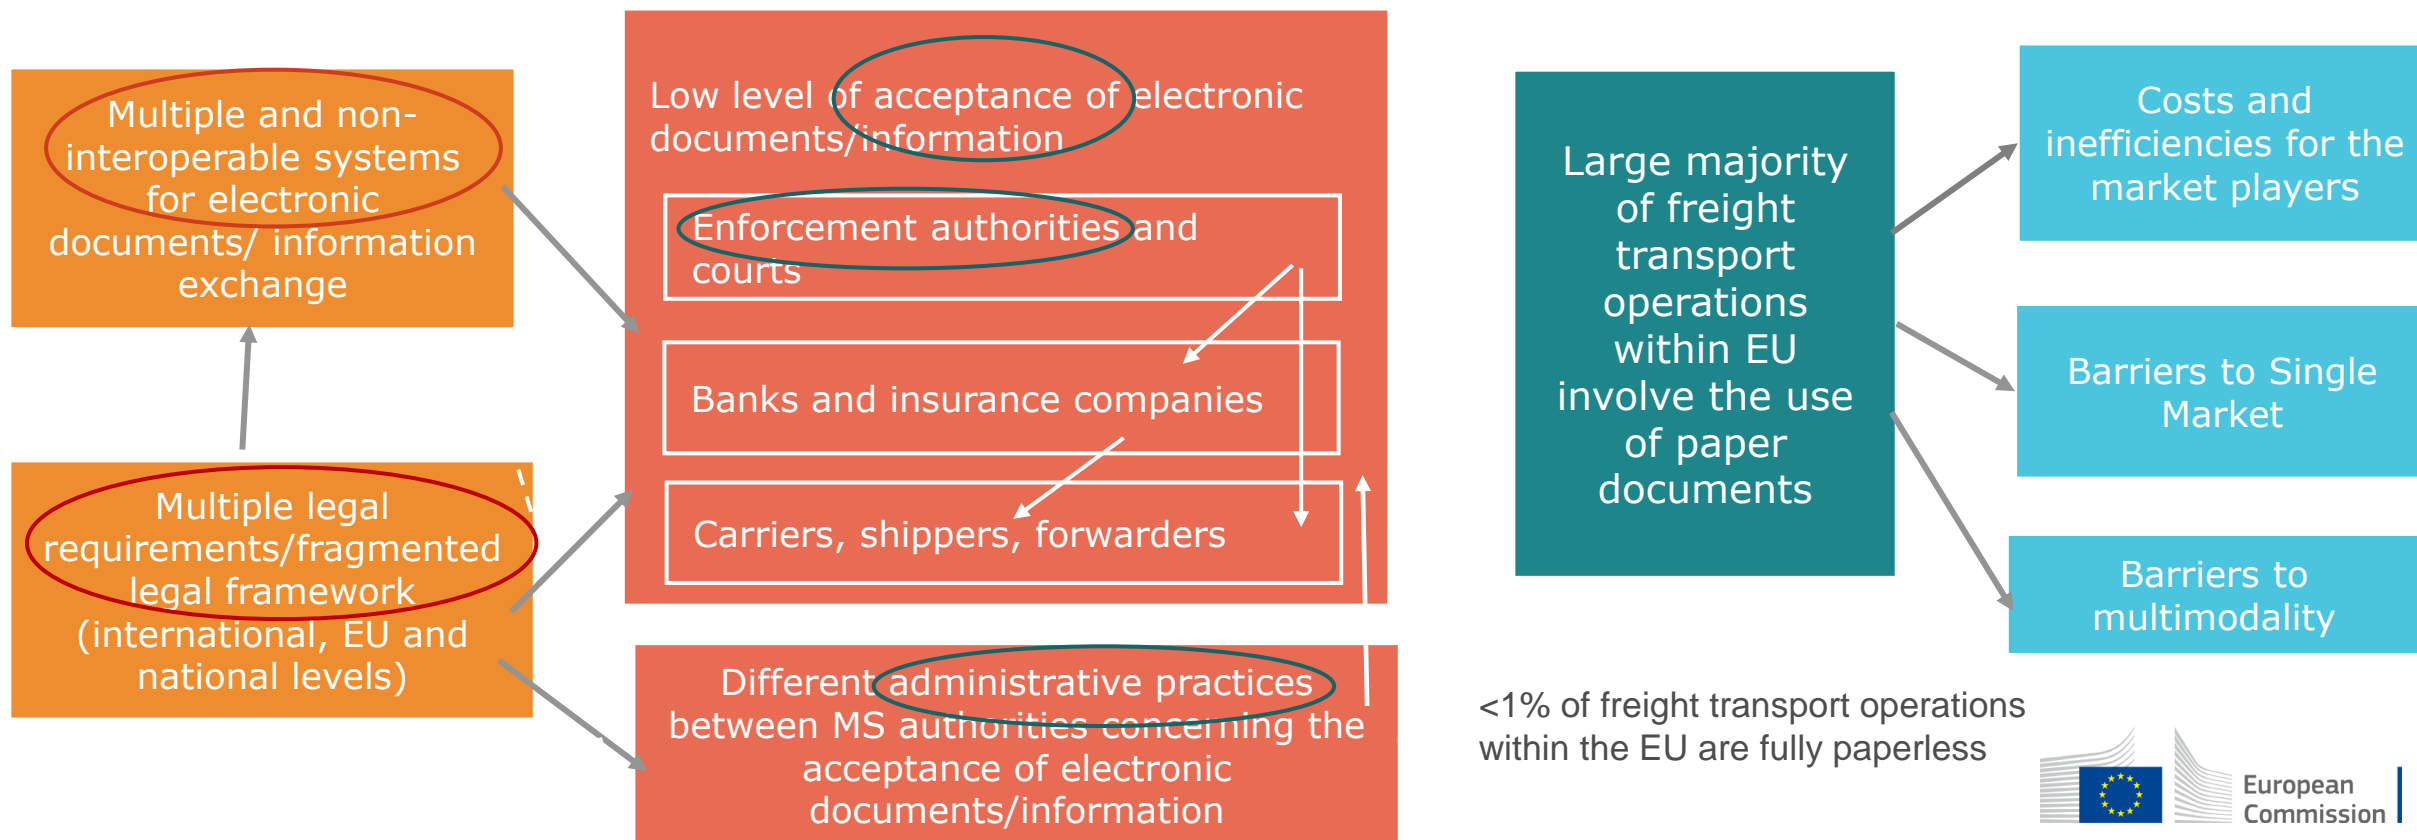 Multiple and non-
interoperable systems
for electronic
documents/ information
exchange
Multiple legal
requirements/fragmented
legal framework
(international, EU and
national levels)
Low level of acceptance of electronic
documents/information
Enforcement authorities and
courts
Banks and insurance companies
Carriers, shippers, forwarders
Different administrative practices
between MS authorities concerning the
acceptance of electronic
documents/information
Large majority
of freight
transport
operations
within EU
involve the use
of paper
documents
Costs and
inefficiencies for the
market players
Barriers to Single
Market
Barriers to
multimodality
<1% of freight transport operations
within the EU are fully paperless
European
Commission